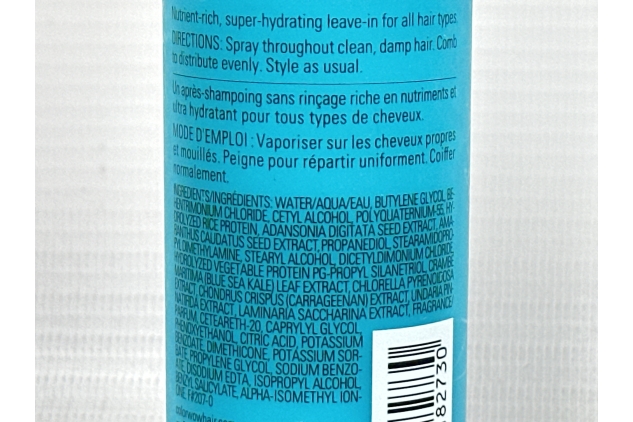 Nutrient-rich, super-hydrating leave-in for all hair types.
DIRECTIONS: Spray throughout clean, damp hair. Comb
to distribute evenly. Style as usual.
Un après-shampoing sans rinçage riche en nutriments et
ultra hydratant pour tous types de cheveux.
MODE D'EMPLOI : Vaporiser sur les cheveux propres
et mouillés. Peigne pour répartir uniforment. Coiffer
normalement.
INGREDIENTS/INGRÉDIENTS: WATER/AQUA/EAU, BUTYLENE GLYCOL, BE-
HENTRIMONIUM CHLORIDE, CETYL ALCOHOL, POLYQUATERNIUM-55, HY-
DROLYZED RICE PROTEIN, ADANSONIA DIGITATA SEED EXTRACT, AMA-
RANTHUS CAUDATUS SEED EXTRACT, PROPANEDIOL, STEARAMIDOPRO-
PYL DIMETHYLAMINE, STEARYL ALCOHOL, DICETYLDIMONIUM CHLORIDE,
HYDROLYZED VEGETABLE PROTEIN PG-PROPYL SILANETRIOL, CRAMBE
MARITIMA (BLUE SEA KALE) LEAF EXTRACT, CHLORELLA PYRENOIDOSA
EXTRACT, CHONDRUS CRISPUS (CARRAGEENAN) EXTRACT, UNDARIA PIN-
NATIFIDA EXTRACT, LAMINARIA SACCHARINA EXTRACT, FRAGRANCE/
PARFUM, CETEARETH-20, CAPRYLYL GLYCOL,
PHENOXYETHANOL, CITRIC ACID, POTASSIUM
BENZOATE, DIMETHICONE, POTASSIUM SOR-
BATE, PROPYLENE GLYCOL, SODIUM BENZO-
ATE, DISODIUM EDTA, ISOPROPYL ALCOHOL,
BENZYL SALICYLATE, ALPHA-ISOMETHYL ION-
ONE. F#207-0
82730